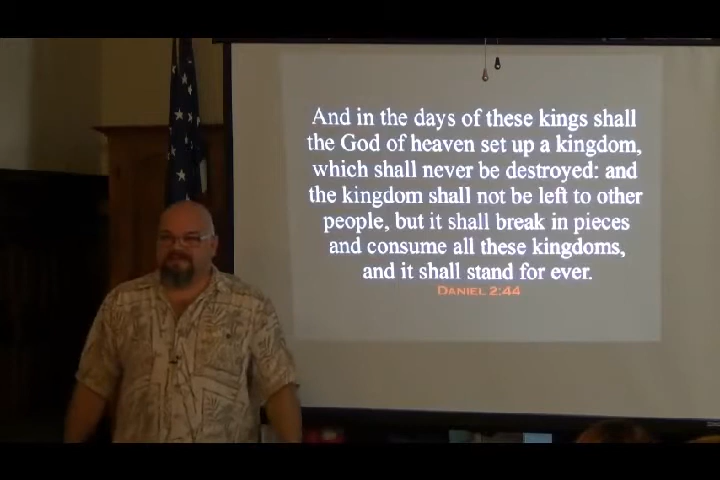 And in the days of these kings shall
the God of heaven set up a kingdom,
which shall never be destroyed: and
the kingdom shall not be left to other
people, but it shall break in pieces
and consume all these kingdoms,
and it shall stand for ever.
DANIEL 2:44